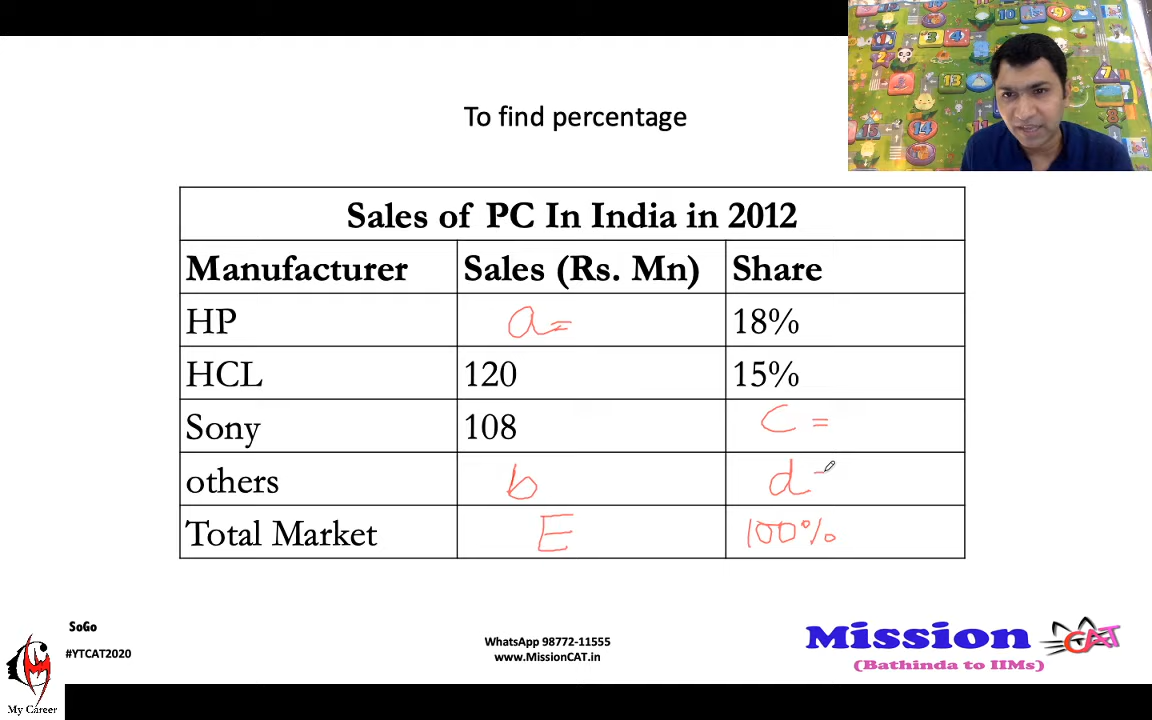 To find percentage
Sales of PC In India in 2012
Manufacturer Sales (Rs. Mn) Share
HP a= 18%
HCL 120 15%
Sony 108 c =
others b d =
Total Market E 100%
SoGo
#YTCAT2020
WhatsApp 98772-11555
www.MissionCAT.in
Mission CAT
(Bathinda to IIMs)
My Career